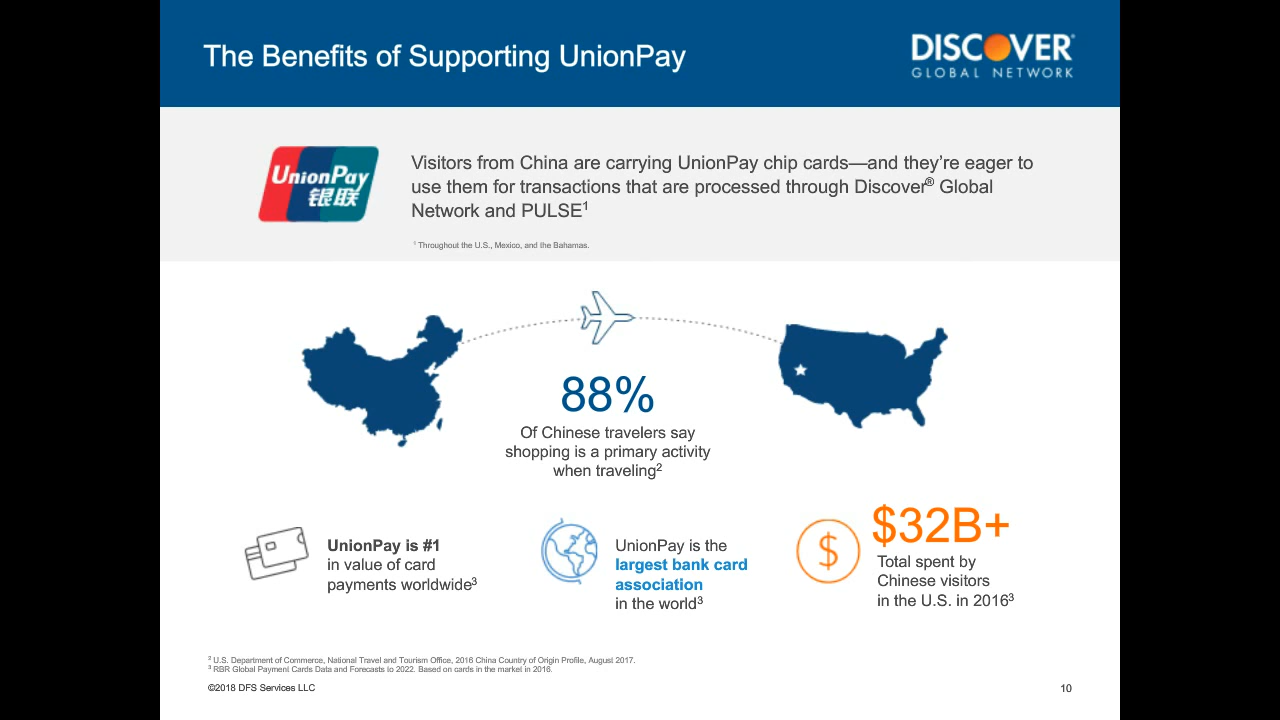 The Benefits of Supporting UnionPay
DISCOVER®
GLOBAL NETWORK
UnionPay
银联
Visitors from China are carrying UnionPay chip cards—and they’re eager to
use them for transactions that are processed through Discover® Global
Network and PULSE¹
¹ Throughout the U.S., Mexico, and the Bahamas.
88%
Of Chinese travelers say
shopping is a primary activity
when traveling²
UnionPay is #1
in value of card
payments worldwide³
UnionPay is the
largest bank card
association
in the world³
$
$32B+
Total spent by
Chinese visitors
in the U.S. in 2016³
² U.S. Department of Commerce, National Travel and Tourism Office, 2016 China Country of Origin Profile, August 2017.
³ RBR Global Payment Cards Data and Forecasts to 2022. Based on cards in the market in 2016.
©2018 DFS Services LLC
10